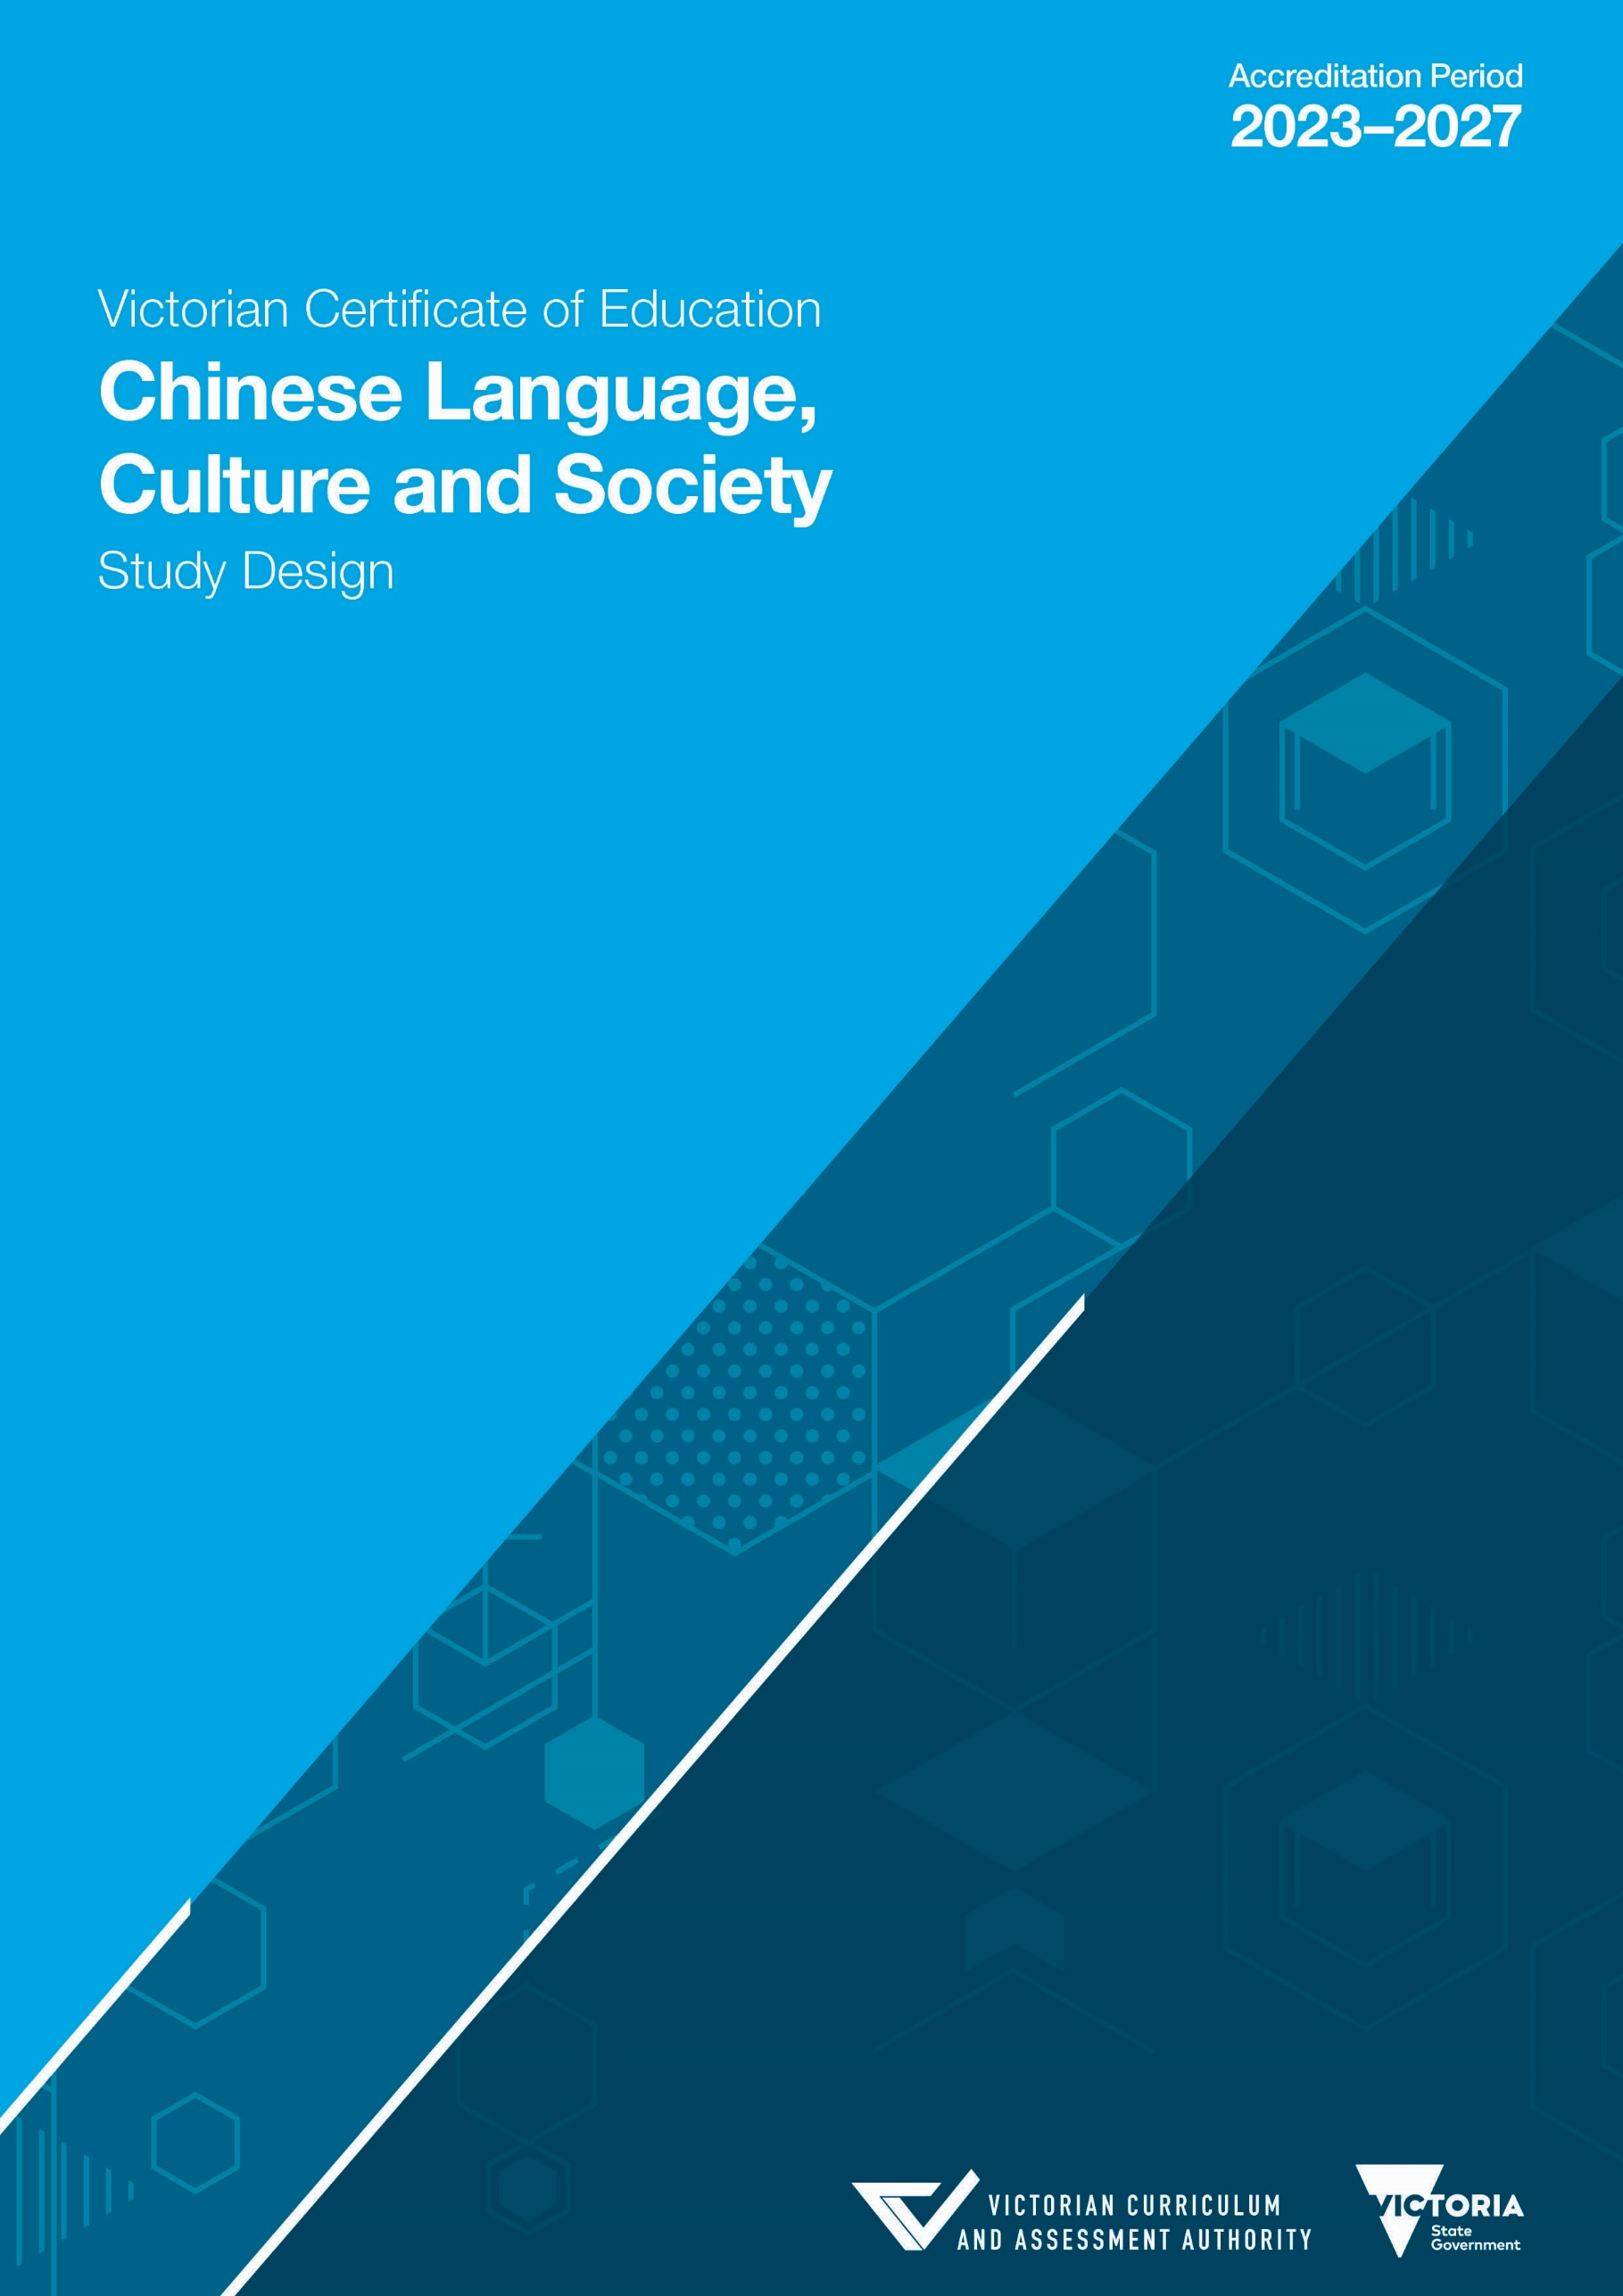 Accreditation Period
2023–2027
Victorian Certificate of Education
Chinese Language,
Culture and Society
Study Design
VICTORIAN CURRICULUM
AND ASSESSMENT AUTHORITY
VICTORIA
State
Government